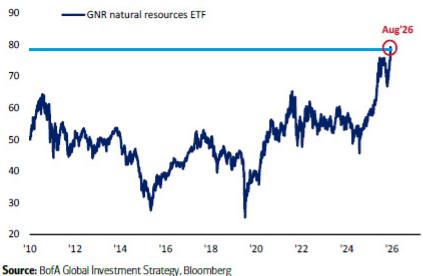 GNR natural resources ETF
Aug'26
90
80
70
60
50
40
30
20
'10 '12 '14 '16 '18 '20 '22 '24 '26
Source: BofA Global Investment Strategy, Bloomberg